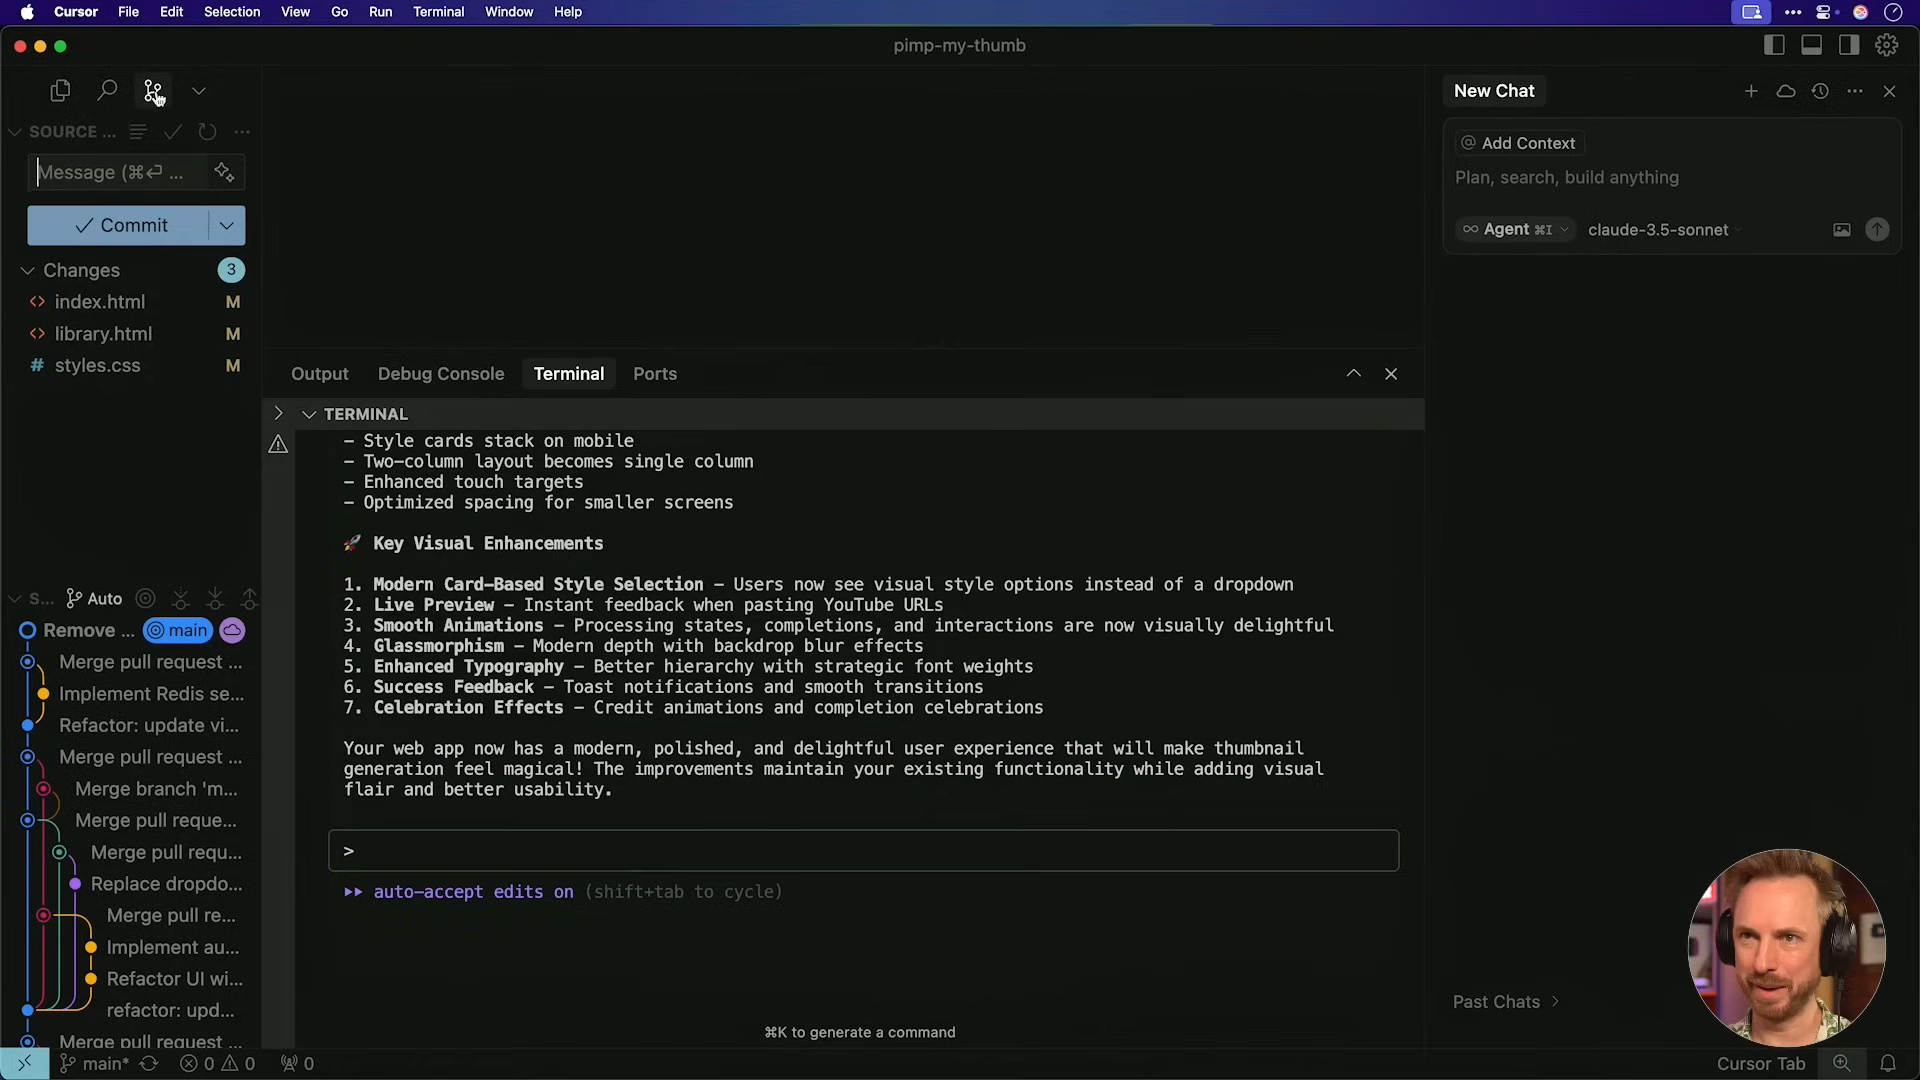 Cursor File Edit Selection View Go Run Terminal Window Help
pimp-my-thumb
SOURCE ...
Message (⌘⏎ ...
Commit
Changes 3
index.html M
library.html M
# styles.css M
S... Auto
Remove ... main
Merge pull request ...
Implement Redis se...
Refactor: update vi...
Merge pull request ...
Merge branch 'm...
Merge pull reque...
Merge pull requ...
Replace dropdo...
Merge pull re...
Implement au...
Refactor UI wi...
refactor: upd...
Merge pull request ...
Output Debug Console Terminal Ports
TERMINAL
- Style cards stack on mobile
- Two-column layout becomes single column
- Enhanced touch targets
- Optimized spacing for smaller screens
🚀 Key Visual Enhancements
1. Modern Card-Based Style Selection - Users now see visual style options instead of a dropdown
2. Live Preview - Instant feedback when pasting YouTube URLs
3. Smooth Animations - Processing states, completions, and interactions are now visually delightful
4. Glassmorphism - Modern depth with backdrop blur effects
5. Enhanced Typography - Better hierarchy with strategic font weights
6. Success Feedback - Toast notifications and smooth transitions
7. Celebration Effects - Credit animations and completion celebrations
Your web app now has a modern, polished, and delightful user experience that will make thumbnail
generation feel magical! The improvements maintain your existing functionality while adding visual
flair and better usability.
>
▸▸ auto-accept edits on (shift+tab to cycle)
⌘K to generate a command
New Chat
@ Add Context
Plan, search, build anything
∞ Agent ⌘I claude-3.5-sonnet
Past Chats >
main* 0 0 0
Cursor Tab